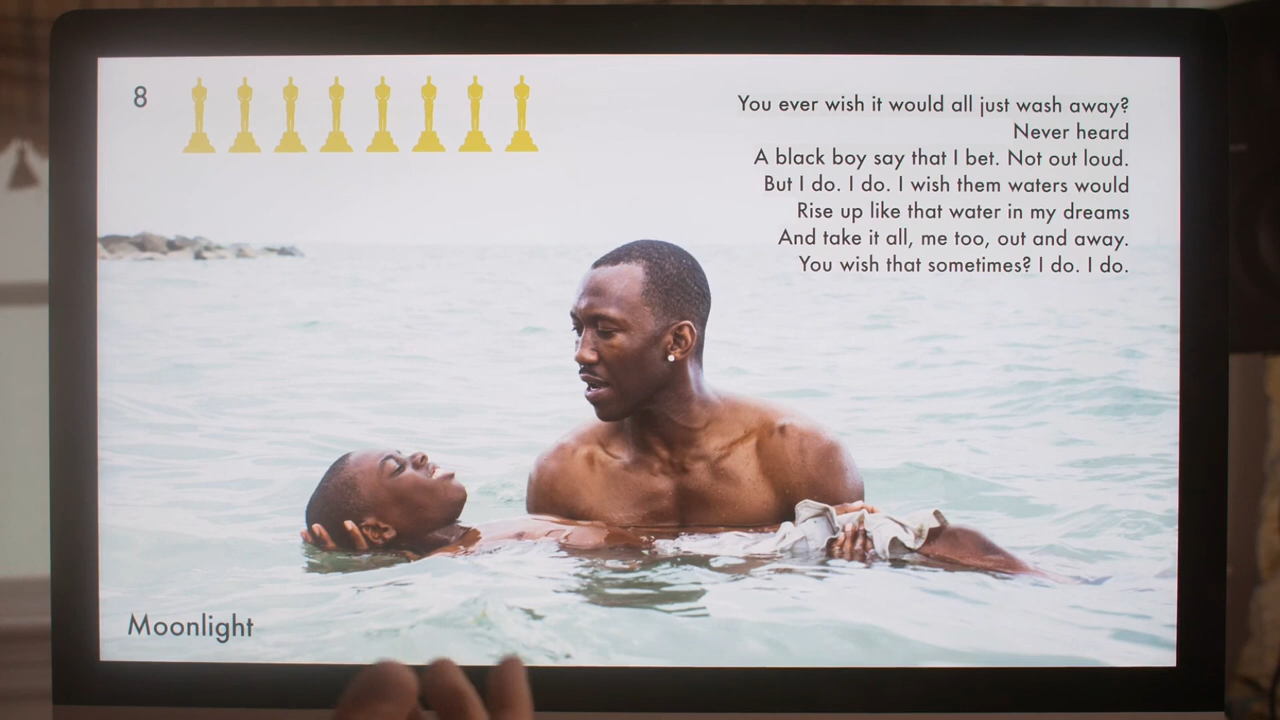 8
You ever wish it would all just wash away?
Never heard
A black boy say that I bet. Not out loud.
But I do. I do. I wish them waters would
Rise up like that water in my dreams
And take it all, me too, out and away.
You wish that sometimes? I do. I do.
Moonlight